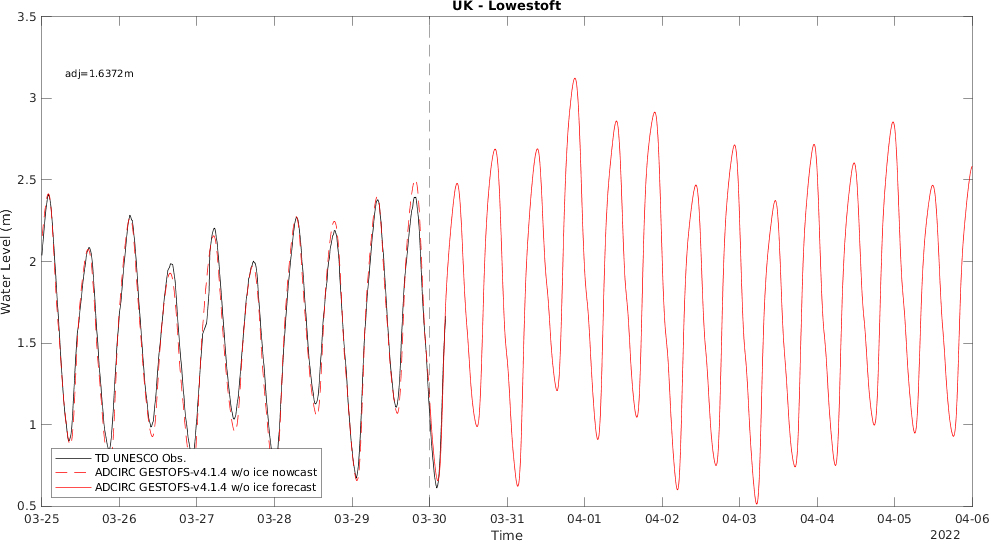 UK - Lowestoft
adj=1.6372m
Water Level (m)
3.5
3
2.5
2
1.5
1
0.5
TD UNESCO Obs.
ADCIRC GESTOFS-v4.1.4 w/o ice nowcast
ADCIRC GESTOFS-v4.1.4 w/o ice forecast
03-25 03-26 03-27 03-28 03-29 03-30 03-31 04-01 04-02 04-03 04-04 04-05 04-06
Time
2022